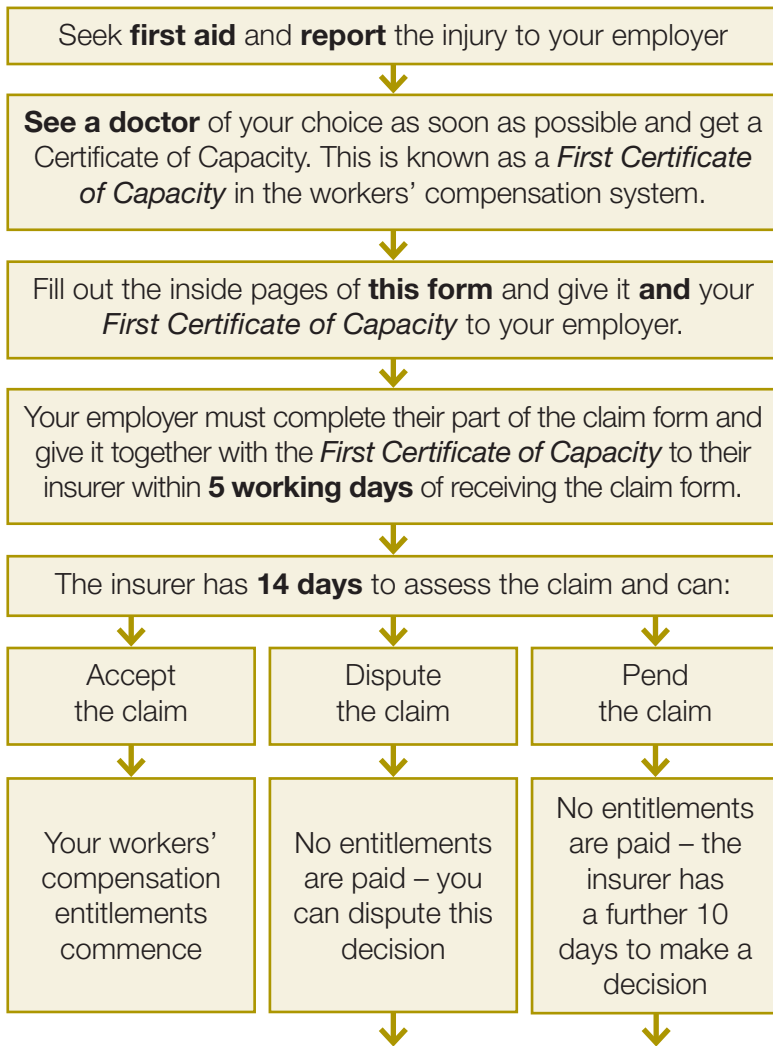 Seek first aid and report the injury to your employer
See a doctor of your choice as soon as possible and get a
Certificate of Capacity. This is known as a First Certificate
of Capacity in the workers’ compensation system.
Fill out the inside pages of this form and give it and your
First Certificate of Capacity to your employer.
Your employer must complete their part of the claim form and
give it together with the First Certificate of Capacity to their
insurer within 5 working days of receiving the claim form.
The insurer has 14 days to assess the claim and can:
Accept
the claim
Dispute
the claim
Pend
the claim
Your workers’
compensation
entitlements
commence
No entitlements
are paid – you
can dispute this
decision
No entitlements
are paid – the
insurer has
a further 10
days to make a
decision